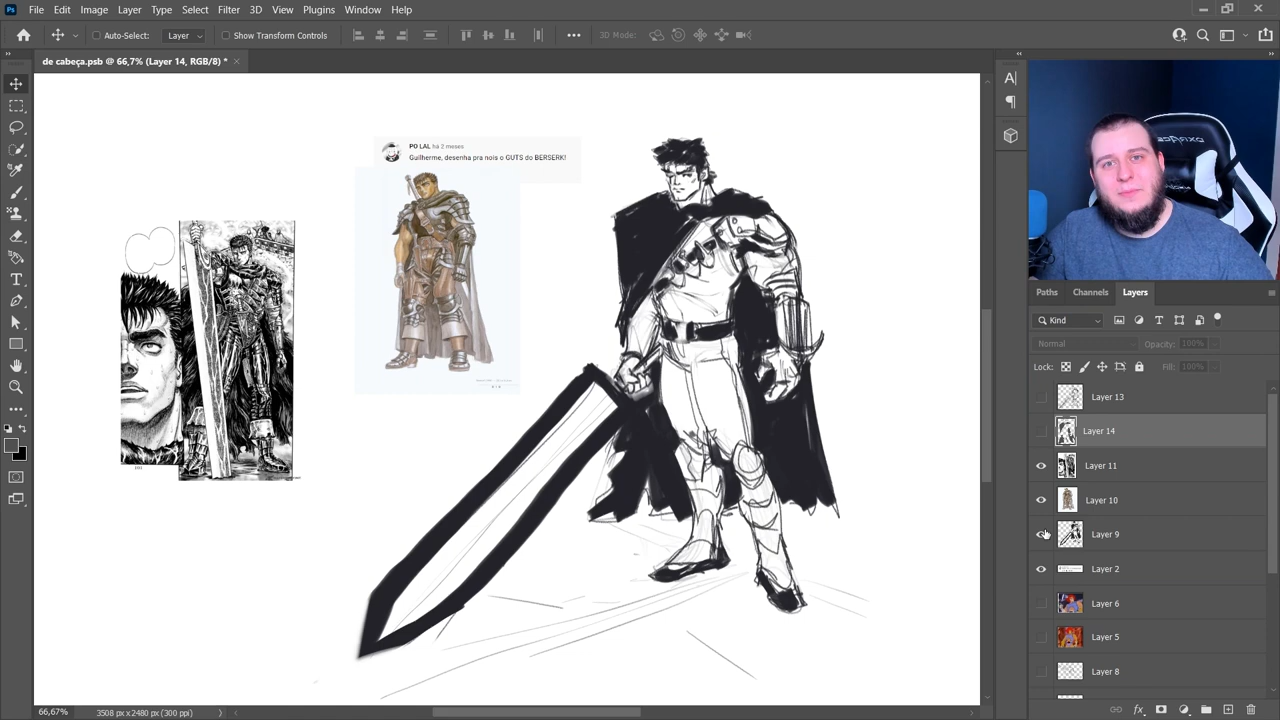 Ps File Edit Image Layer Type Select Filter 3D View Plugins Window Help
Auto-Select: Layer Show Transform Controls 3D Mode:
de cabeça.psb @ 66,7% (Layer 14, RGB/8) *
PO LAL há 2 meses
Guilherme, desenha pra nois o GUTS do BERSERK!
Paths Channels Layers
Kind
Normal Opacity: 100%
Lock: Fill: 100%
Layer 13
Layer 14
Layer 11
Layer 10
Layer 9
Layer 2
Layer 6
Layer 5
Layer 8
66,67% 3508 px x 2480 px (300 ppi)